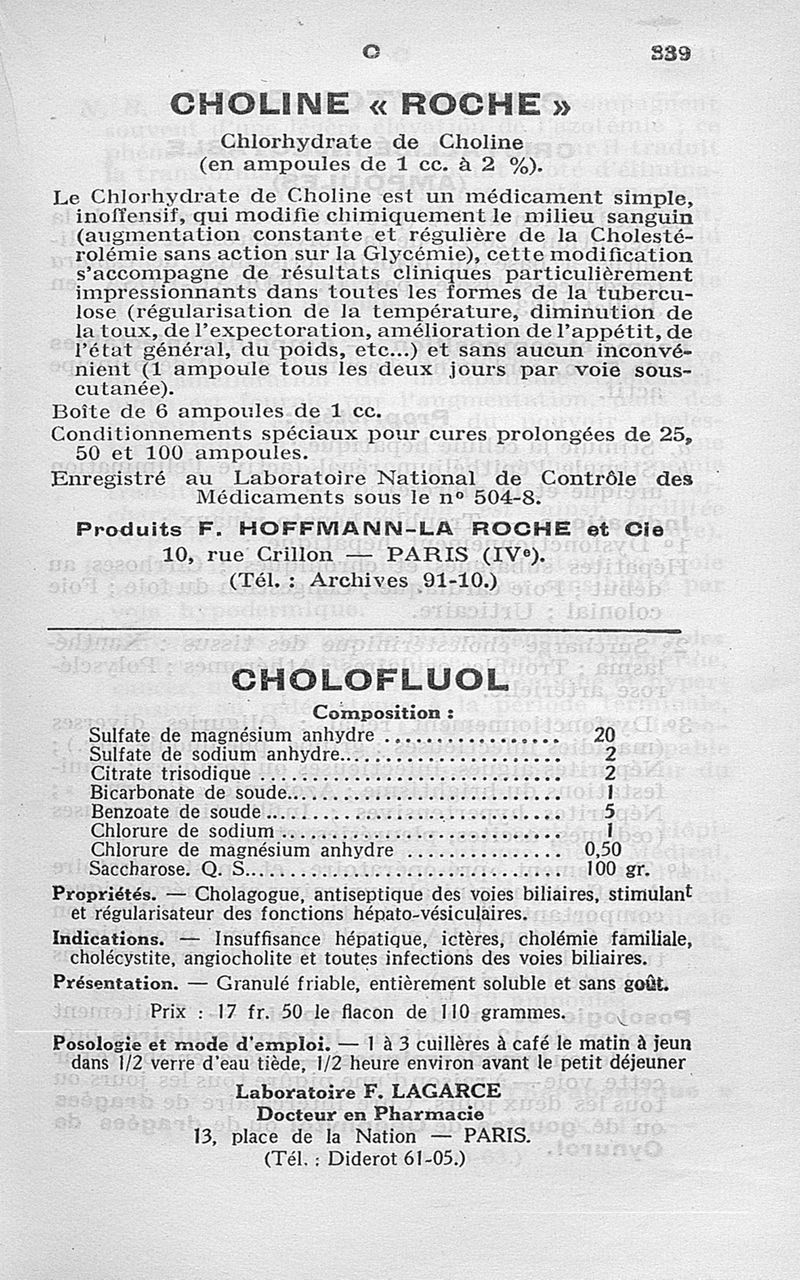 C 339
CHOLINE « ROCHE »
Chlorhydrate de Choline
(en ampoules de 1 cc. à 2 %).
Le Chlorhydrate de Choline est un médicament simple,
inoffensif, qui modifie chimiquement le milieu sanguin
(augmentation constante et régulière de la Cholesté-
rolémie sans action sur la Glycémie), cette modification
s'accompagne de résultats cliniques particulièrement
impressionnants dans toutes les formes de la tubercu-
lose (régularisation de la température, diminution de
la toux, de l'expectoration, amélioration de l'appétit, de
l'état général, du poids, etc...) et sans aucun inconvé-
nient (1 ampoule tous les deux jours par voie sous-
cutanée).
Boîte de 6 ampoules de 1 cc.
Conditionnements spéciaux pour cures prolongées de 25,
50 et 100 ampoules.
Enregistré au Laboratoire National de Contrôle des
Médicaments sous le nº 504-8.
Produits F. HOFFMANN-LA ROCHE et Cie
10, rue Crillon — PARIS (IVe).
(Tél. : Archives 91-10.)
CHOLOFLUOL
Composition :
Sulfate de magnésium anhydre .................. 20
Sulfate de sodium anhydre...................... 2
Citrate trisodique ............................ 2
Bicarbonate de soude........................... 1
Benzoate de soude ............................. 5
Chlorure de sodium ............................ 1
Chlorure de magnésium anhydre ............... 0,50
Saccharose. Q. S............................... 100 gr.
Propriétés. — Cholagogue, antiseptique des voies biliaires, stimulant
et régularisateur des fonctions hépato-vésiculaires.
Indications. — Insuffisance hépatique, ictères, cholémie familiale,
cholécystite, angiocholite et toutes infections des voies biliaires.
Présentation. — Granulé friable, entièrement soluble et sans goût.
Prix : 17 fr. 50 le flacon de 110 grammes.
Posologie et mode d'emploi. — 1 à 3 cuillères à café le matin à jeun
dans 1/2 verre d'eau tiède, 1/2 heure environ avant le petit déjeuner
Laboratoire F. LAGARCE
Docteur en Pharmacie
13, place de la Nation — PARIS.
(Tél. : Diderot 61-05.)